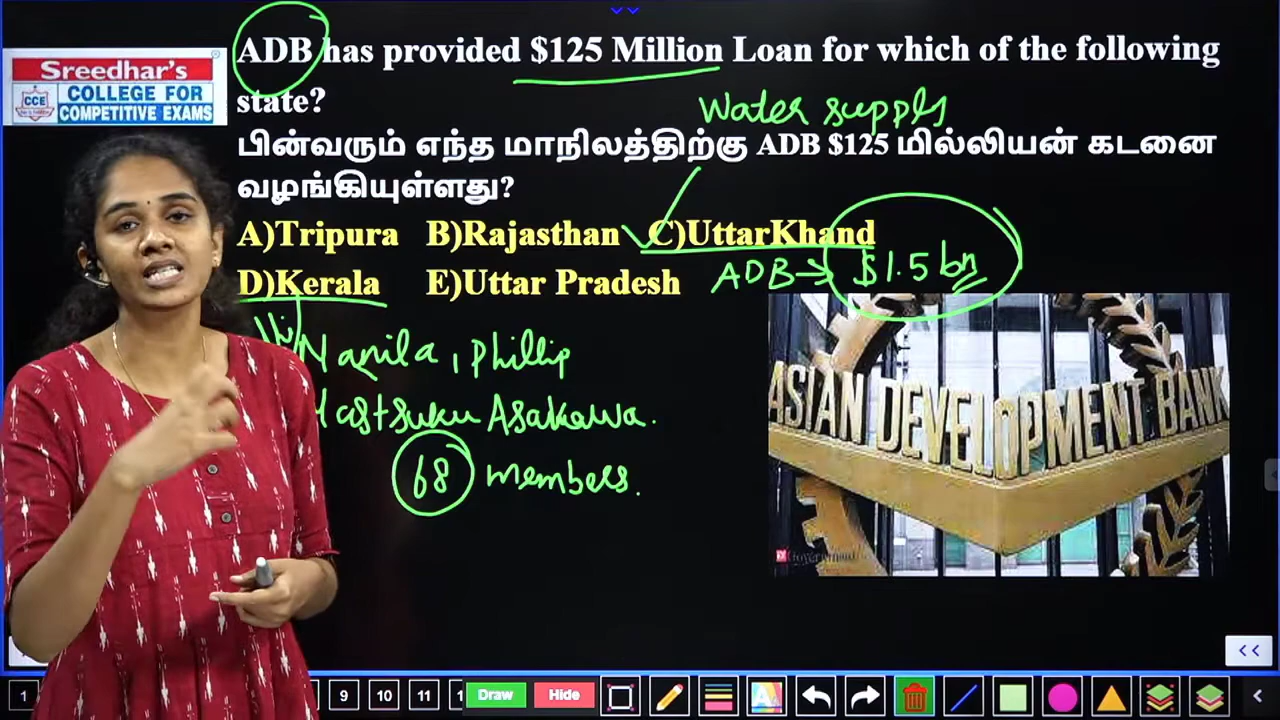 ADB has provided $125 Million Loan for which of the following
state?
Sreedhar's
CCE
COLLEGE FOR
COMPETITIVE EXAMS
Water supply
பின்வரும் எந்த மாநிலத்திற்கு ADB $125 மில்லியன் கடனை
வழங்கியுள்ளது?
A)Tripura B)Rajasthan C)UttarKhand
D)Kerala E)Uttar Pradesh
ADB → $1.5 bn
Manila, Phillip
Mastsuku Asakawa.
68 members.
ASIAN DEVELOPMENT BANK
<<
1 9 10 11 1 Draw Hide